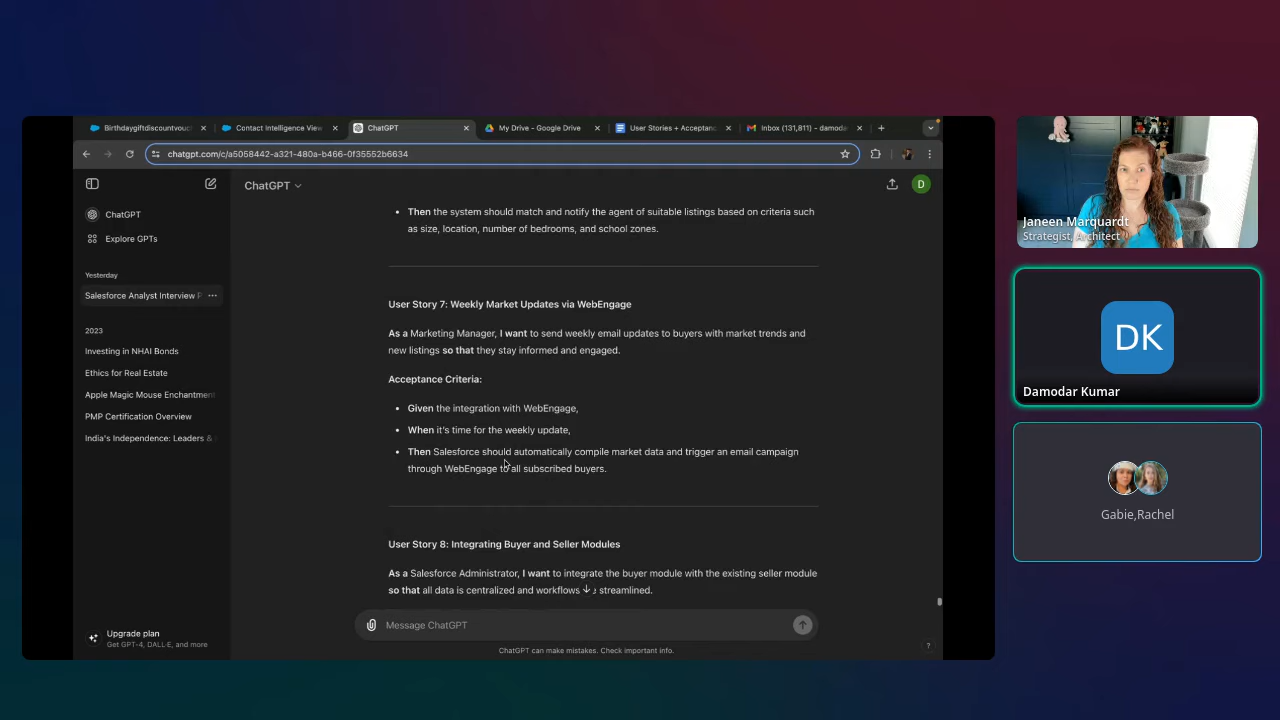 Birthdaygiftdiscountvouc
Contact Intelligence View
ChatGPT
My Drive - Google Drive
User Stories + Acceptanc
Inbox (131,811) - damoda
chatgpt.com/c/a5058442-a321-480a-b466-0f35552b6634
ChatGPT
D
ChatGPT
Explore GPTs
Yesterday
Salesforce Analyst Interview P
2023
Investing in NHAI Bonds
Ethics for Real Estate
Apple Magic Mouse Enchantment
PMP Certification Overview
India's Independence: Leaders &
Upgrade plan
Get GPT-4, DALL·E, and more
• Then the system should match and notify the agent of suitable listings based on criteria such
as size, location, number of bedrooms, and school zones.
User Story 7: Weekly Market Updates via WebEngage
As a Marketing Manager, I want to send weekly email updates to buyers with market trends and
new listings so that they stay informed and engaged.
Acceptance Criteria:
• Given the integration with WebEngage,
• When it's time for the weekly update,
• Then Salesforce should automatically compile market data and trigger an email campaign
through WebEngage to all subscribed buyers.
User Story 8: Integrating Buyer and Seller Modules
As a Salesforce Administrator, I want to integrate the buyer module with the existing seller module
so that all data is centralized and workflows streamlined.
Message ChatGPT
ChatGPT can make mistakes. Check important info.
?
Janeen Marquardt
Strategist, Architect
DK
Damodar Kumar
Gabie,Rachel